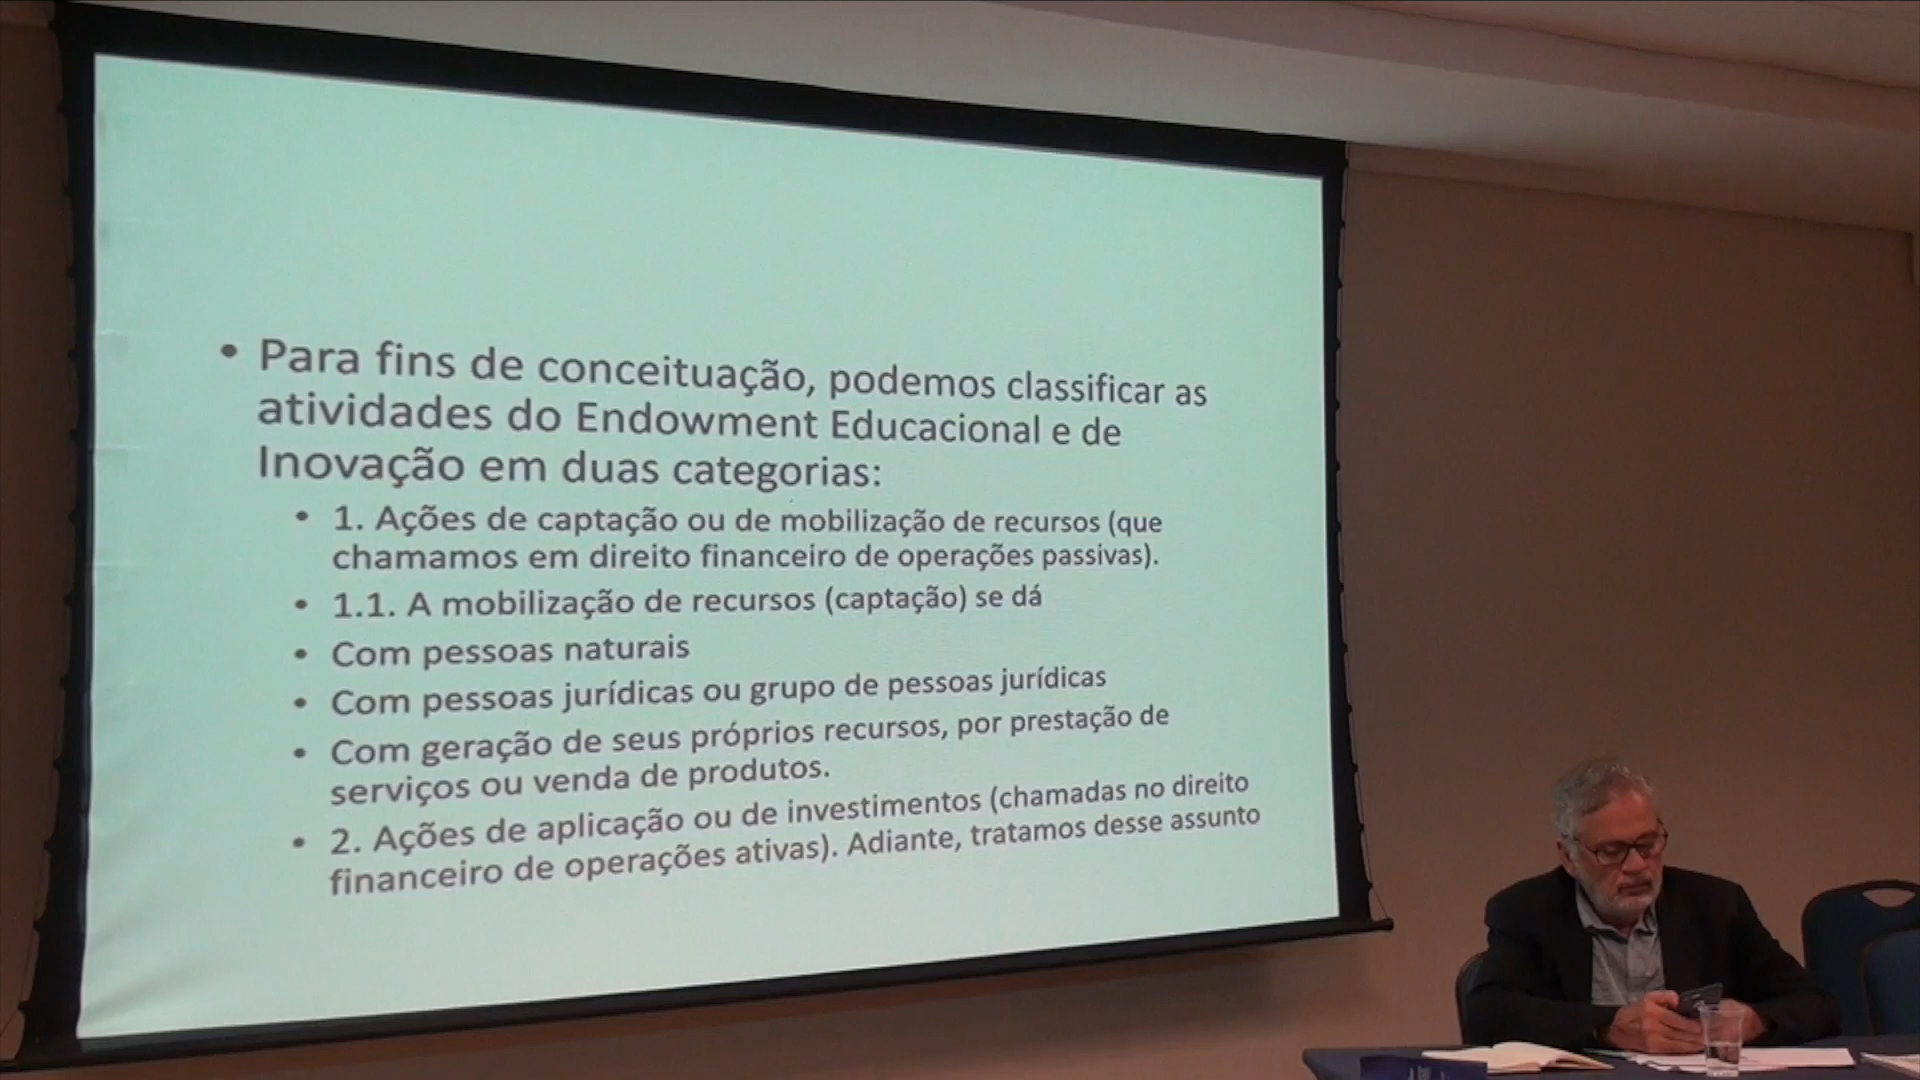 • Para fins de conceituação, podemos classificar as
atividades do Endowment Educacional e de
Inovação em duas categorias:
• 1. Ações de captação ou de mobilização de recursos (que
chamamos em direito financeiro de operações passivas).
• 1.1. A mobilização de recursos (captação) se dá
• Com pessoas naturais
• Com pessoas jurídicas ou grupo de pessoas jurídicas
• Com geração de seus próprios recursos, por prestação de
serviços ou venda de produtos.
• 2. Ações de aplicação ou de investimentos (chamadas no direito
financeiro de operações ativas). Adiante, tratamos desse assunto